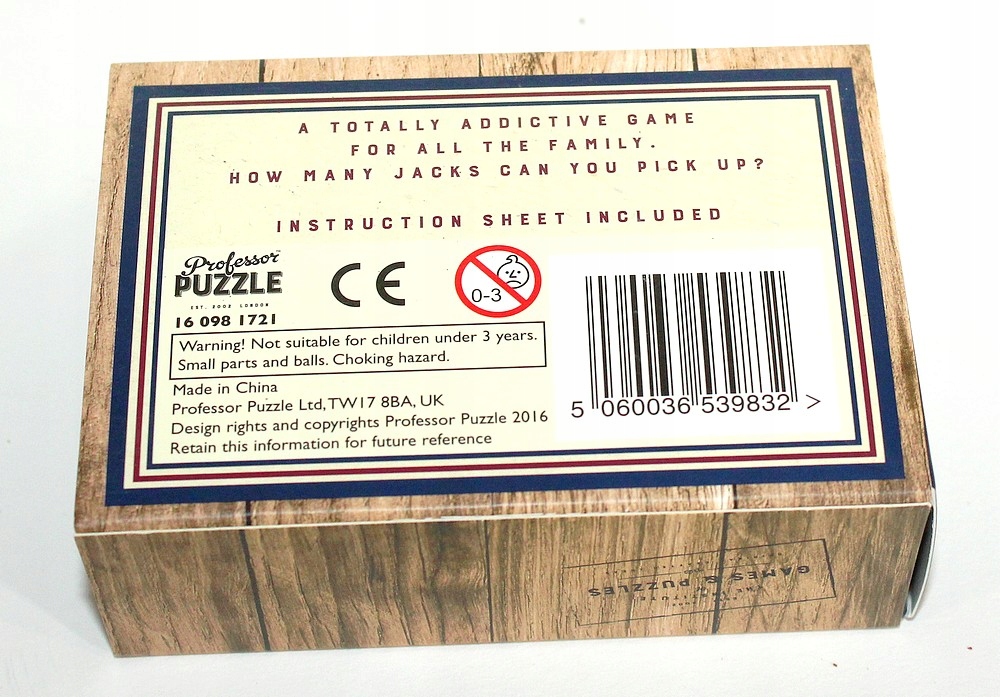 A TOTALLY ADDICTIVE GAME
FOR ALL THE FAMILY.
HOW MANY JACKS CAN YOU PICK UP?
INSTRUCTION SHEET INCLUDED
Professor™
PUZZLE
EST. 2002 LONDON
16 098 1721
CE
0-3
Warning! Not suitable for children under 3 years.
Small parts and balls. Choking hazard.
Made in China
Professor Puzzle Ltd, TW17 8BA, UK
Design rights and copyrights Professor Puzzle 2016
Retain this information for future reference
5 060036 539832 >
GAMES & PUZZLES